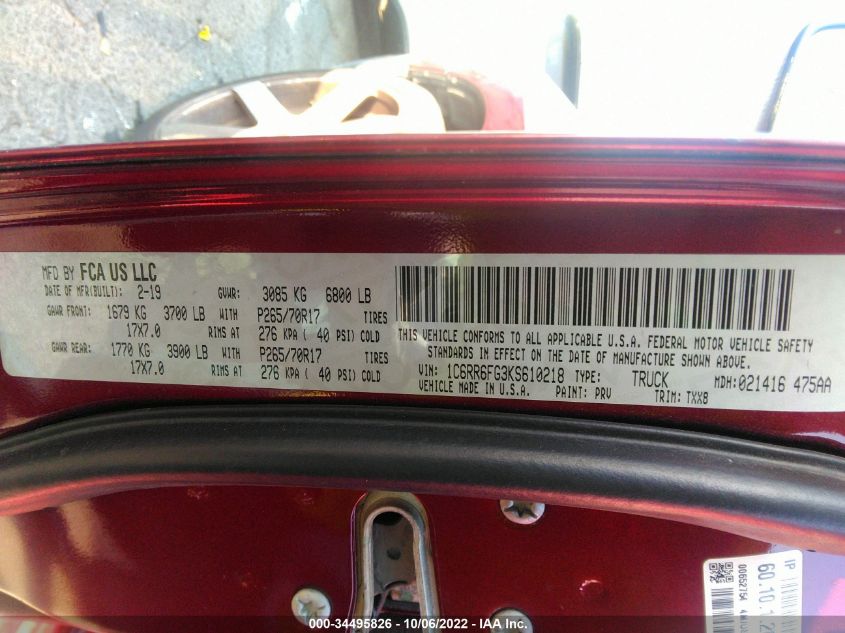 MFD BY FCA US LLC
DATE OF MFR(BUILT): 2-19 GVWR: 3085 KG 6800 LB
GAWR FRONT: 1679 KG 3700 LB WITH P265/70R17 TIRES
17X7.0 RIMS AT 276 KPA ( 40 PSI) COLD
GAWR REAR: 1770 KG 3900 LB WITH P265/70R17 TIRES
17X7.0 RIMS AT 276 KPA ( 40 PSI) COLD
THIS VEHICLE CONFORMS TO ALL APPLICABLE U.S.A. FEDERAL MOTOR VEHICLE SAFETY
STANDARDS IN EFFECT ON THE DATE OF MANUFACTURE SHOWN ABOVE.
VIN: 1C6RR6FG3KS610218 TYPE: TRUCK MDH:021416 475AA
VEHICLE MADE IN U.S.A. PAINT: PRV TRIM: TXX8
IP
60.10.1
00652754
000-34495826 - 10/06/2022 - IAA Inc.